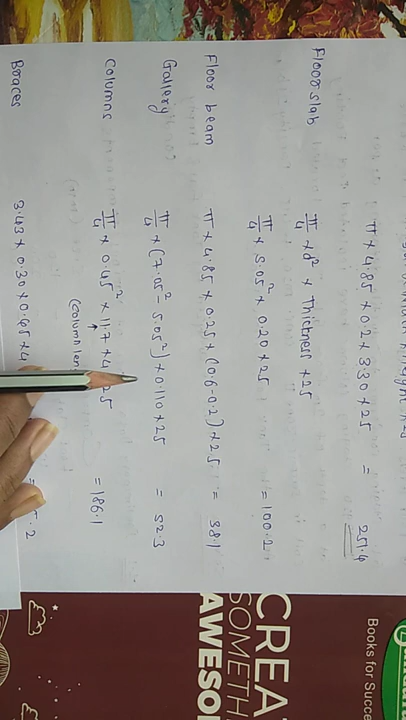 π × 4.85 × 0.2 × 3.30 × 25 = 251.4
Floor slab π/4 × d² × Thickness × 25
π/4 × 5.05² × 0.20 × 25 = 100.2
Floor beam π × 4.85 × 0.25 × (0.6-0.2) × 25 = 38.1
Gallery π/4 × (7.05² - 5.05²) × 0.110 × 25 = 52.3
Columns π/4 × 0.45² × 11.7 × 4 × 25 = 186.1
(column len
Braces 3.43 × 0.30 × 0.45 × 4
CREA
SOMETH
AWESO
Books for Succ